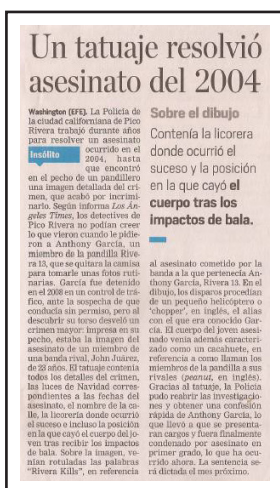 Un tatuaje resolvió
asesinato del 2004
Washington (EFE). La Policía de
la ciudad californiana de Pico
Rivera trabajó durante años
para resolver un asesinato
Insólito
ocurrido en el
2004, hasta
que encontró
en el pecho de un pandillero
una imagen detallada del cri-
men, que acabó por incrimi-
narlo. Según informa Los Án-
geles Times, los detectives de
Pico Rivera no podían creer
lo que vieron cuando le pidie-
ron a Anthony García, un
miembro de la pandilla Rive-
ra 13, que se quitara la camisa
para tomarle unas fotos ruti-
narias. García fue detenido
en el 2008 en un control de trá-
fico, ante la sospecha de que
conducía sin permiso, pero al
descubrir su torso desveló un
crimen mayor: impresa en su
pecho, estaba la imagen del
asesinato de un miembro de
una banda rival, John Juárez,
de 23 años. El tatuaje contenía
todos los detalles del crimen,
las luces de Navidad corres-
pondientes a las fechas del
asesinato, el nombre de la ca-
lle, la licorería donde ocurrió
el suceso e incluso la posición
en la que cayó el cuerpo del jo-
ven tras recibir los impactos
de bala. Sobre la imagen, ve-
nían rotuladas las palabras
“Rivera Kills”, en referencia
Sobre el dibujo
Contenía la licorera
donde ocurrió el
suceso y la posición
en la que cayó el
cuerpo tras los
impactos de bala.
al asesinato cometido por la
banda a la que pertenecía An-
thony García, Rivera 13. En el
dibujo, los disparos procedían
de un pequeño helicóptero o
‘chopper’, en inglés, el alias
con el que era conocido Gar-
cía. El cuerpo del joven asesi-
nado venía además caracteri-
zado como un cacahuete, en
referencia a como llaman los
miembros de la pandilla a sus
rivales (peanut, en inglés).
Gracias al tatuaje, la Policía
pudo reabrir las investigacio-
nes y obtener una confesión
rápida de Anthony García, lo
que llevó a que se presenta-
ran cargos y fuera finalmente
condenado por asesinato en
primer grado, lo que ha ocu-
rrido ahora. La sentencia se-
rá dictada el mes próximo.